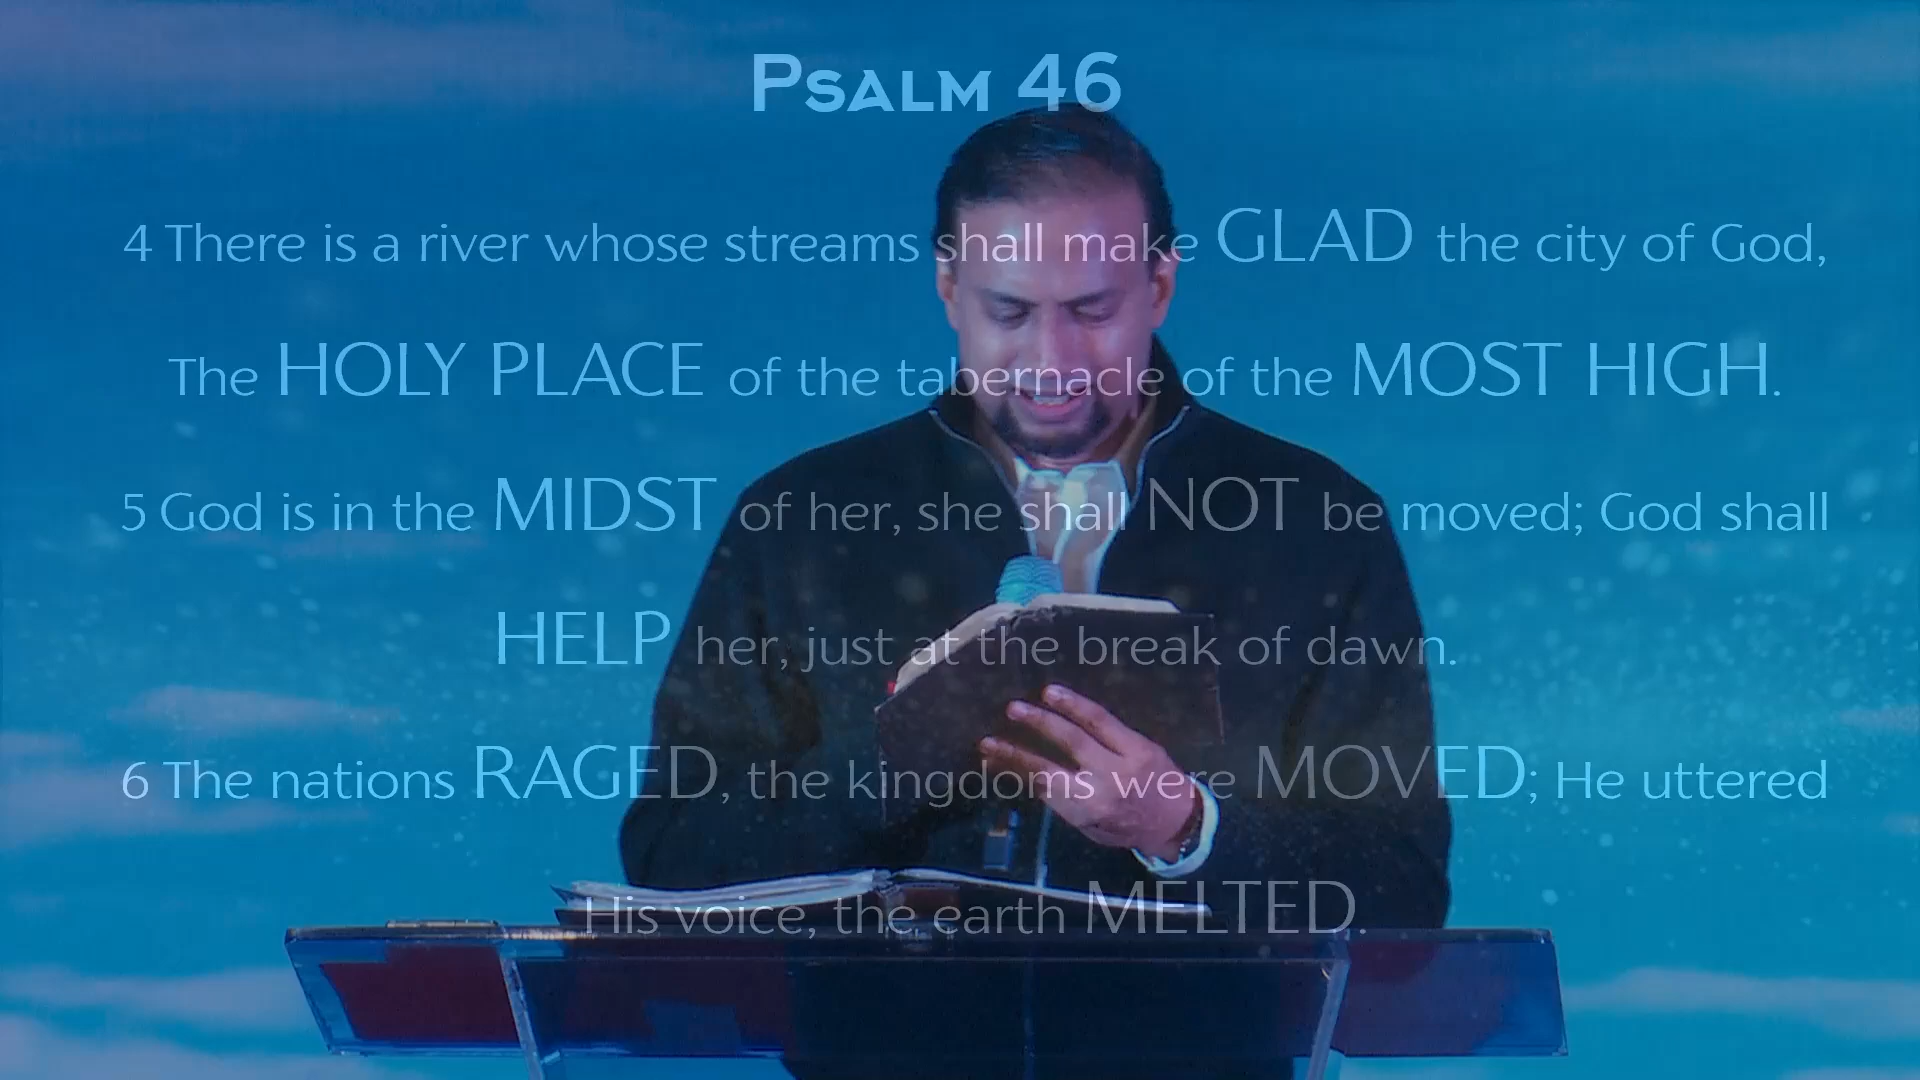 Psalm 46
4 There is a river whose streams shall make GLAD the city of God,
The HOLY PLACE of the tabernacle of the MOST HIGH.
5 God is in the MIDST of her, she shall NOT be moved; God shall
HELP her, just at the break of dawn.
6 The nations RAGED, the kingdoms were MOVED; He uttered
His voice, the earth MELTED.